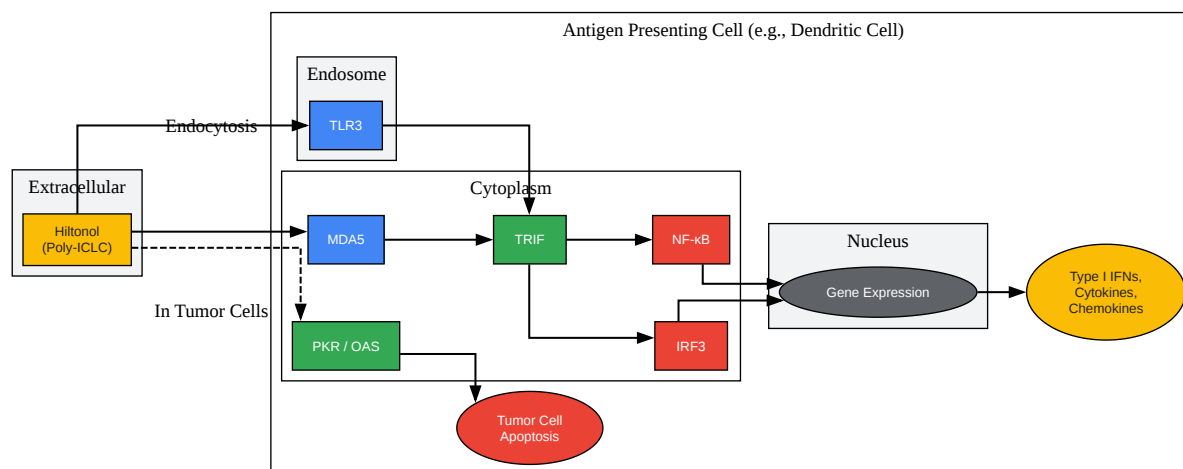 Antigen Presenting Cell (e.g., Dendritic Cell)
Endosome
TLR3
Endocytosis
Extracellular
Hiltonol
(Poly-ICLC)
Cytoplasm
MDA5
TRIF
NF-κB
Nucleus
Gene Expression
Type I IFNs,
Cytokines,
Chemokines
In Tumor Cells
PKR / OAS
IRF3
Tumor Cell
Apoptosis